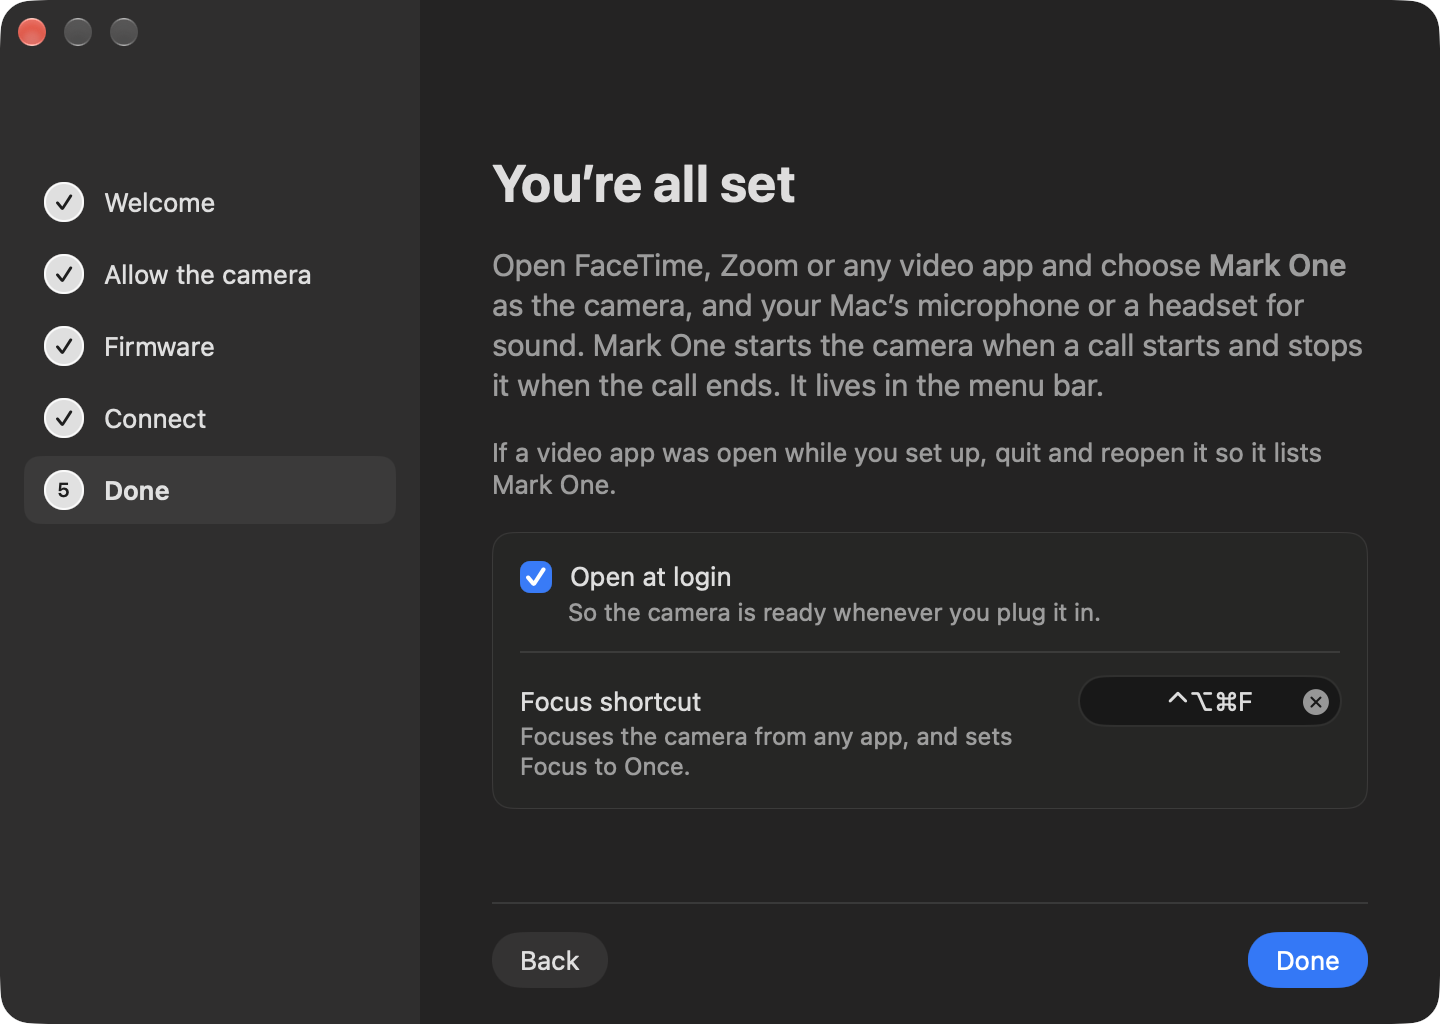 Welcome
Allow the camera
Firmware
Connect
5 Done
You're all set
Open FaceTime, Zoom or any video app and choose Mark One
as the camera, and your Mac's microphone or a headset for
sound. Mark One starts the camera when a call starts and stops
it when the call ends. It lives in the menu bar.
If a video app was open while you set up, quit and reopen it so it lists
Mark One.
Open at login
So the camera is ready whenever you plug it in.
Focus shortcut
⌃⌥⌘F
Focuses the camera from any app, and sets
Focus to Once.
Back
Done